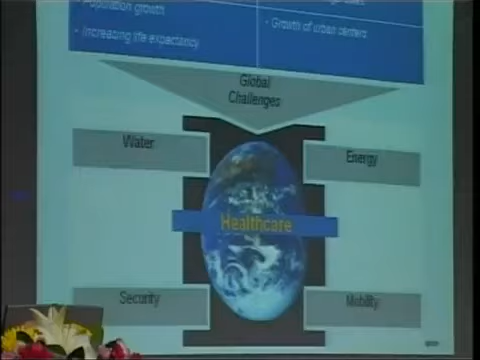 Population growth
• Growth of urban centers
• Increasing life expectancy
Global
Challenges
Water
Energy
Healthcare
Security
Mobility